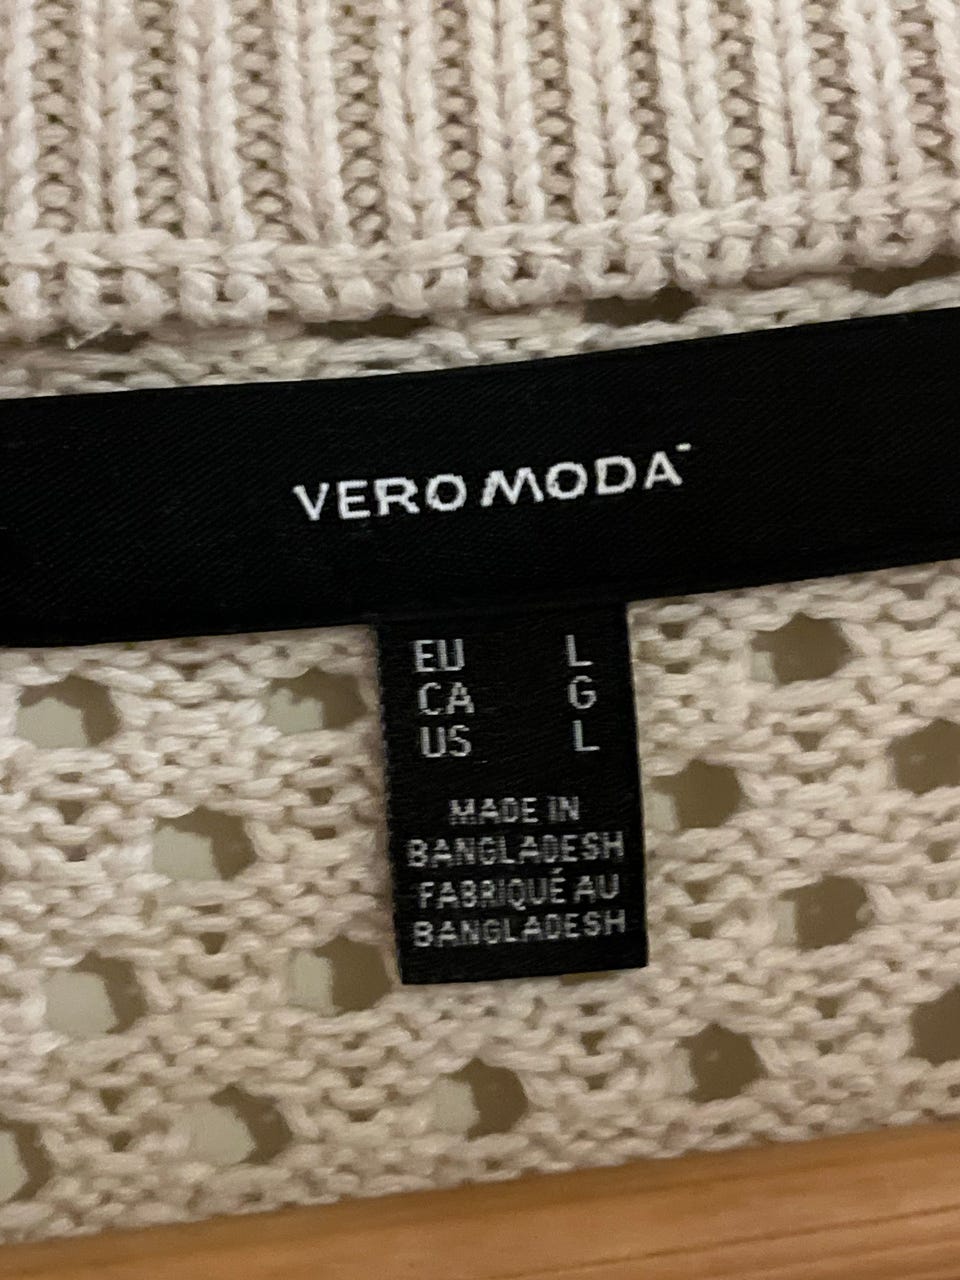 VERO MODA
EU L
CA G
US L
MADE IN
BANGLADESH
FABRIQUÉ AU
BANGLADESH